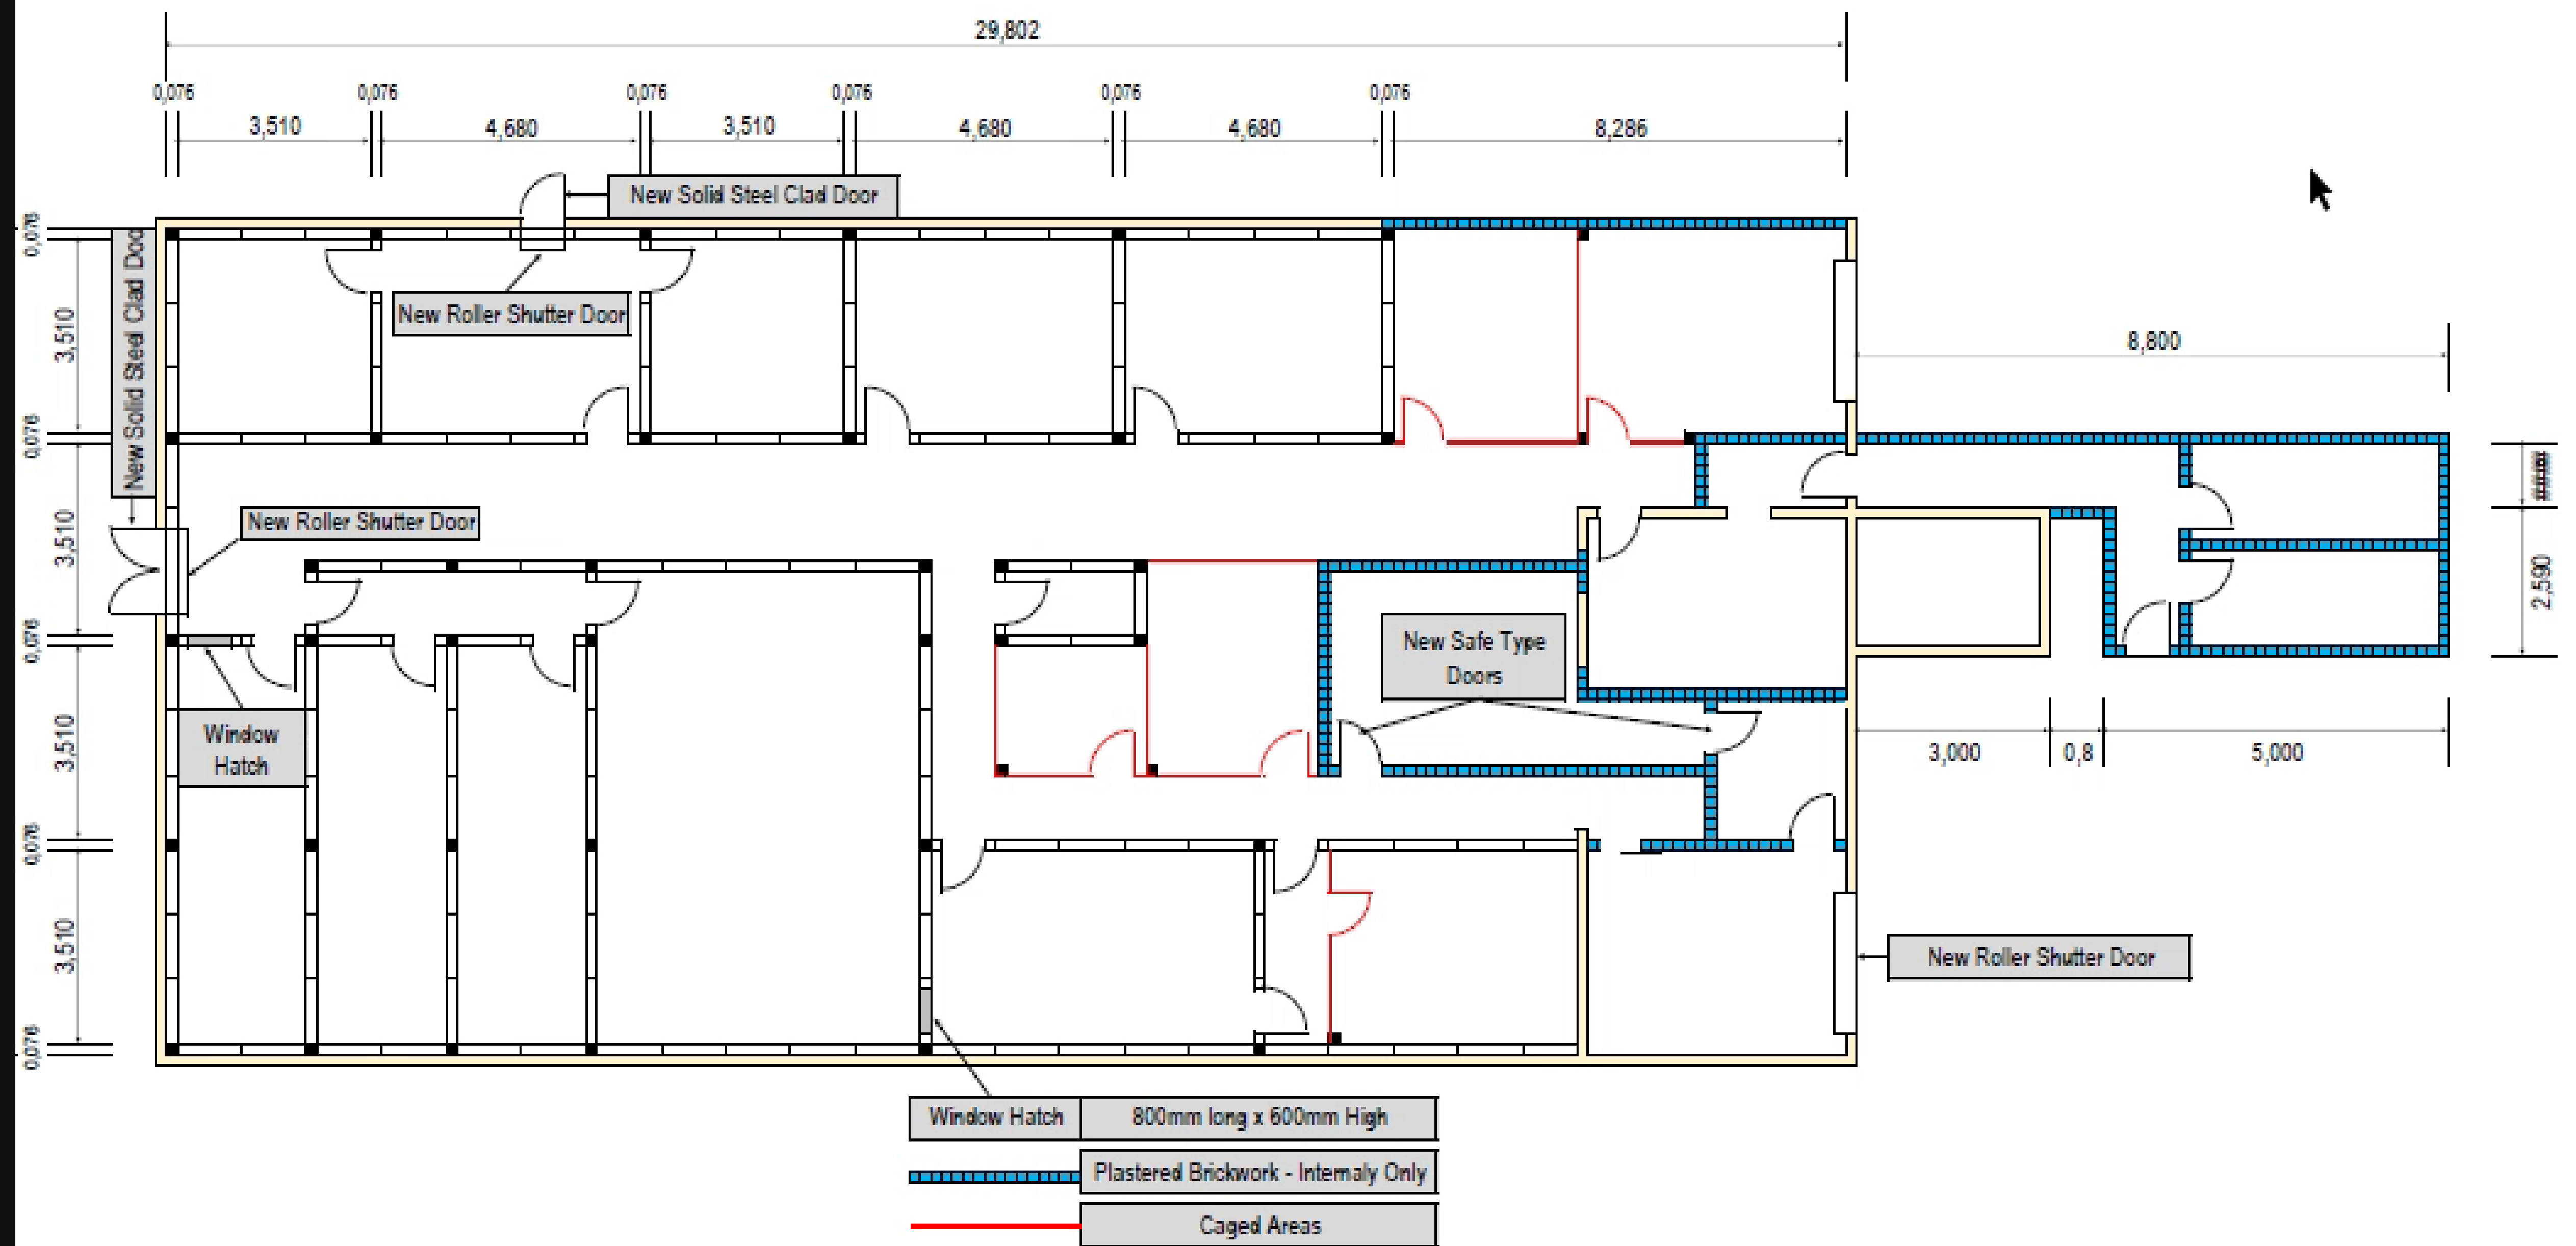 29,802
0,076 0,076 0,076 0,076 0,076 0,076
3,510 4,680 3,510 4,680 4,680 8,286
New Solid Steel Clad Door
New Roller Shutter Door
New Solid Steel Clad Doo
0,076
3,510
0,076
3,510
0,076
3,510
0,076
3,510
0,076
8,800
New Roller Shutter Door
2,590
New Safe Type
Doors
Window
Hatch
3,000 0,8 5,000
New Roller Shutter Door
Window Hatch 800mm long x 600mm High
Plastered Brickwork - Internaly Only
Caged Areas